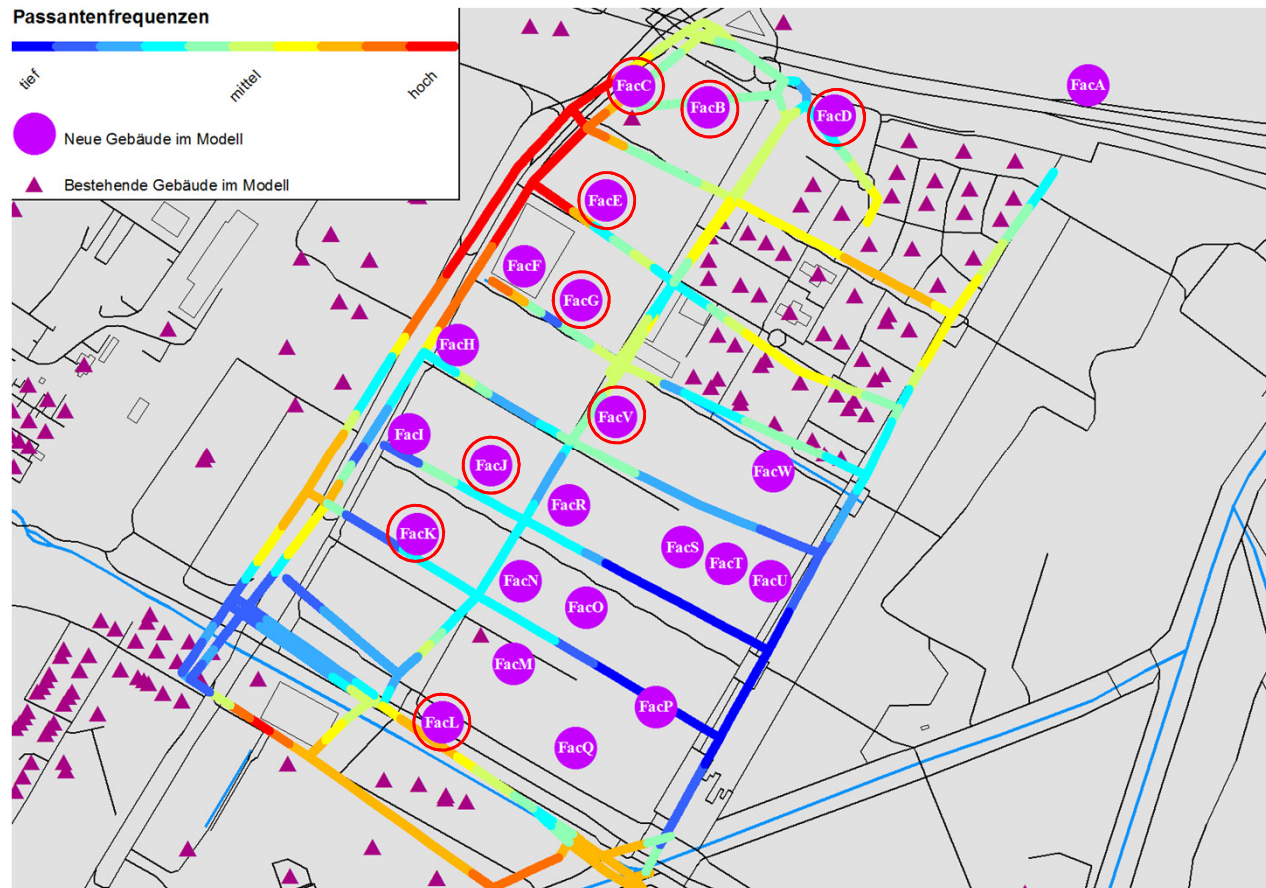 Passantenfrequenzen
tief
mittel
hoch
Neue Gebäude im Modell
Bestehende Gebäude im Modell
FacA
FacC
FacB
FacD
FacE
FacF
FacG
FacH
FacV
FacI
FacJ
FacW
FacR
FacK
FacS
FacT
FacU
FacN
FacO
FacM
FacP
FacL
FacQ